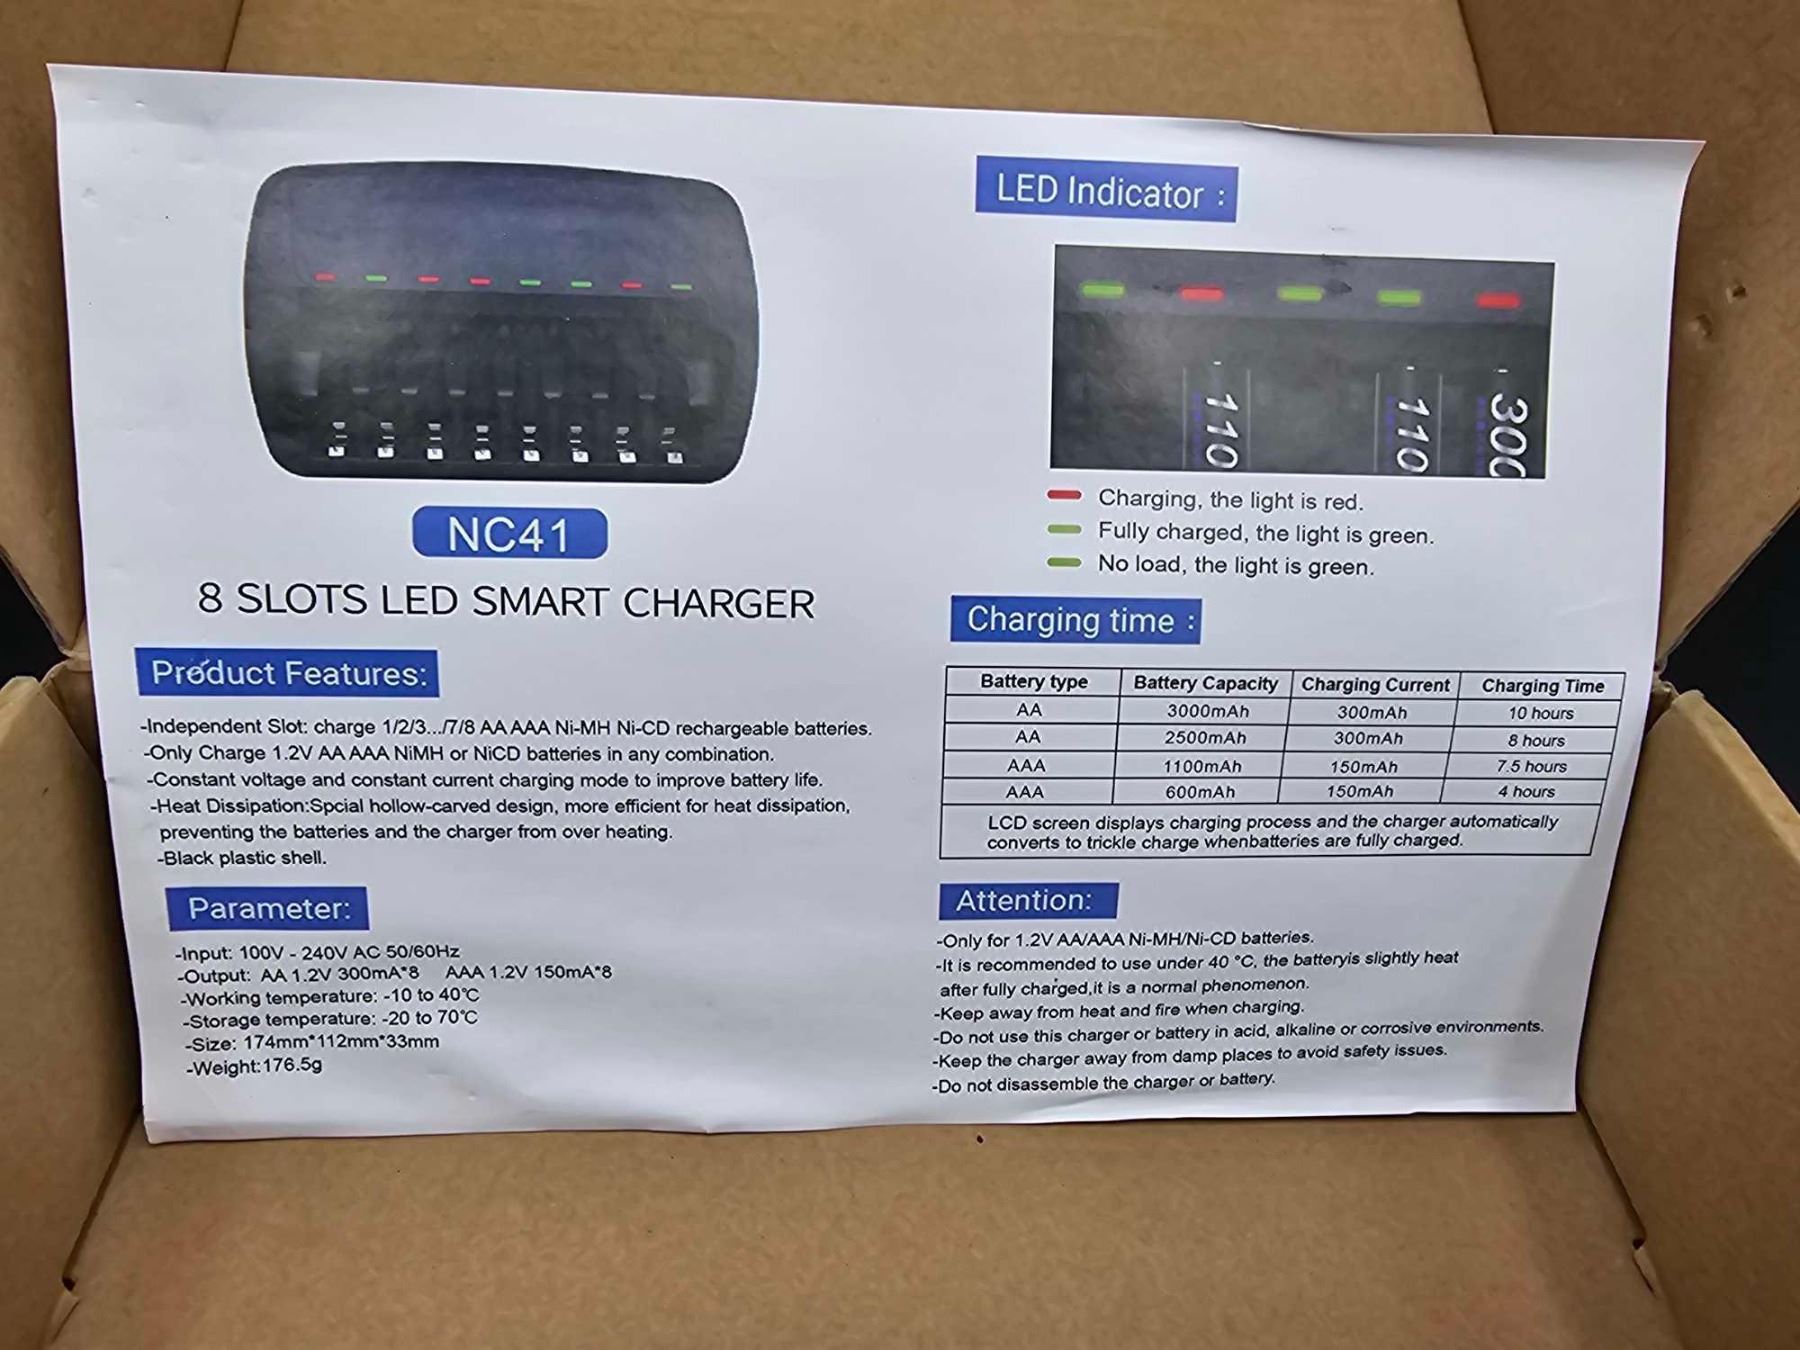 NC41
8 SLOTS LED SMART CHARGER
Product Features:
-Independent Slot: charge 1/2/3.../7/8 AA AAA Ni-MH Ni-CD rechargeable batteries.
-Only Charge 1.2V AA AAA NiMH or NiCD batteries in any combination.
-Constant voltage and constant current charging mode to improve battery life.
-Heat Dissipation:Spcial hollow-carved design, more efficient for heat dissipation,
preventing the batteries and the charger from over heating.
-Black plastic shell.
Parameter:
-Input: 100V - 240V AC 50/60Hz
-Output: AA 1.2V 300mA*8 AAA 1.2V 150mA*8
-Working temperature: -10 to 40℃
-Storage temperature: -20 to 70℃
-Size: 174mm*112mm*33mm
-Weight:176.5g
LED Indicator :
110
110
300
Charging, the light is red.
Fully charged, the light is green.
No load, the light is green.
Charging time :
Battery type Battery Capacity Charging Current Charging Time
AA 3000mAh 300mAh 10 hours
AA 2500mAh 300mAh 8 hours
AAA 1100mAh 150mAh 7.5 hours
AAA 600mAh 150mAh 4 hours
LCD screen displays charging process and the charger automatically
converts to trickle charge whenbatteries are fully charged.
Attention:
-Only for 1.2V AA/AAA Ni-MH/Ni-CD batteries.
-It is recommended to use under 40 °C, the batteryis slightly heat
after fully charged,it is a normal phenomenon.
-Keep away from heat and fire when charging.
-Do not use this charger or battery in acid, alkaline or corrosive environments.
-Keep the charger away from damp places to avoid safety issues.
-Do not disassemble the charger or battery.